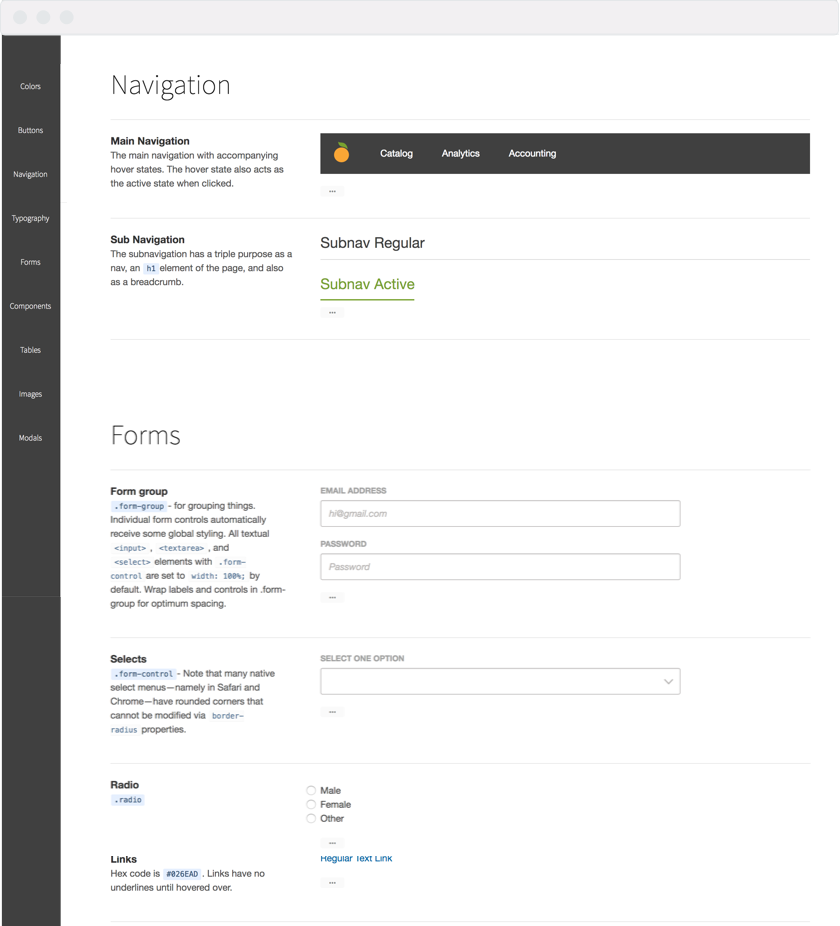 Colors
Buttons
Navigation
Typography
Forms
Components
Tables
Images
Modals
Navigation
Main Navigation
The main navigation with accompanying
hover states. The hover state also acts as
the active state when clicked.
Catalog Analytics Accounting
...
Sub Navigation
The subnavigation has a triple purpose as a
nav, an h1 element of the page, and also
as a breadcrumb.
Subnav Regular
Subnav Active
...
Forms
Form group
.form-group - for grouping things.
Individual form controls automatically
receive some global styling. All textual
<input> , <textarea> , and
<select> elements with .form-
control are set to width: 100%; by
default. Wrap labels and controls in .form-
group for optimum spacing.
EMAIL ADDRESS
hi@gmail.com
PASSWORD
Password
...
Selects
.form-control - Note that many native
select menus—namely in Safari and
Chrome—have rounded corners that
cannot be modified via border-
radius properties.
SELECT ONE OPTION
...
Radio
.radio
Male
Female
Other
...
Links
Hex code is #026EAD . Links have no
underlines until hovered over.
Regular Text Link
...